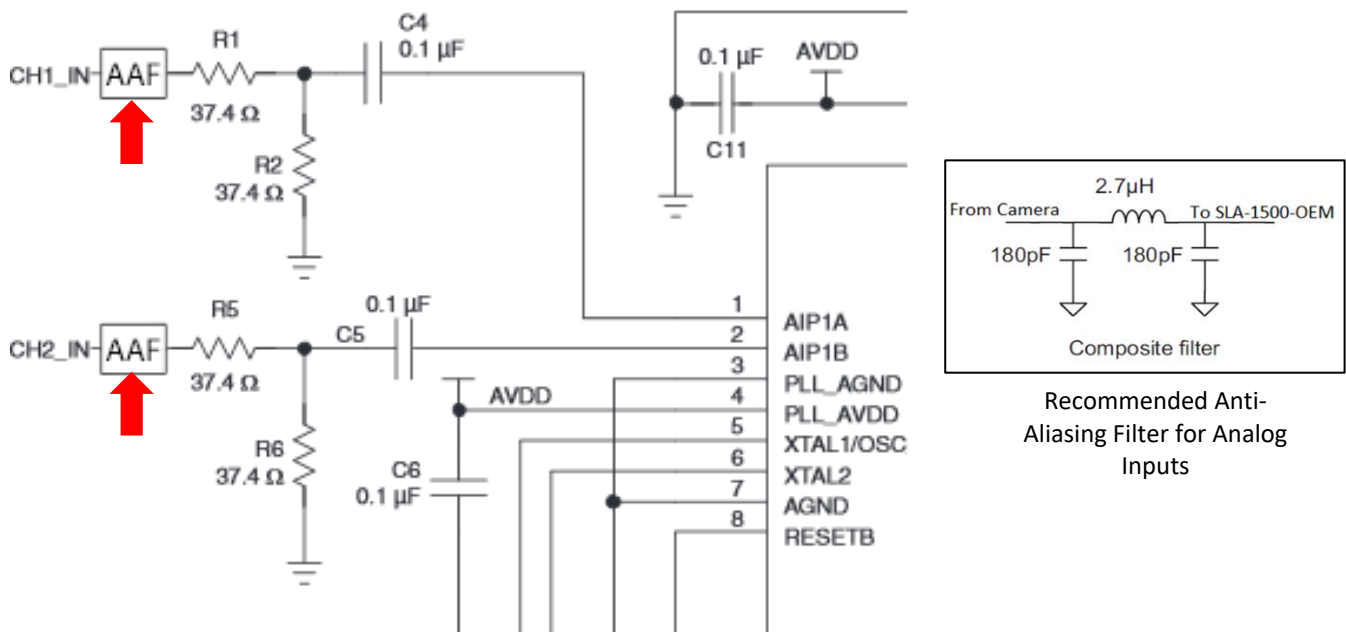 CH1_IN
AAF
R1
37.4 Ω
R2
37.4 Ω
C4
0.1 µF
0.1 µF
AVDD
C11
CH2_IN
AAF
R5
37.4 Ω
R6
37.4 Ω
0.1 µF
C5
AVDD
C6
0.1 µF
1
AIP1A
2
AIP1B
3
PLL_AGND
4
PLL_AVDD
5
XTAL1/OSC
6
XTAL2
7
AGND
8
RESETB
2.7µH
From Camera
To SLA-1500-OEM
180pF
180pF
Composite filter
Recommended Anti-
Aliasing Filter for Analog
Inputs